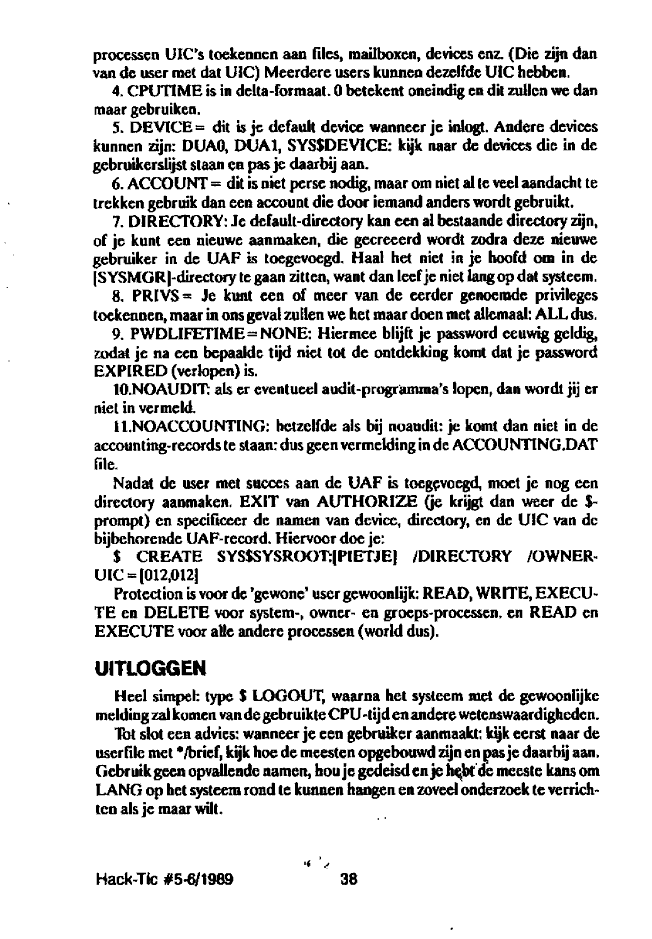 processen UIC's toekennen aan files, mailboxen, devices enz. (Die zijn dan
van de user met dat UIC) Meerdere users kunnen dezelfde UIC hebben.
4. CPUTIME is in delta-formaat. 0 betekent oneindig en dit zullen we dan
maar gebruiken.
5. DEVICE= dit is je default device wanneer je inlogt. Andere devices
kunnen zijn: DUA0, DUA1, SYS$DEVICE: kijk naar de devices die in de
gebruikerslijst staan en pas je daarbij aan.
6. ACCOUNT= dit is niet perse nodig, maar om niet al te veel aandacht te
trekken gebruik dan een account die door iemand anders wordt gebruikt.
7. DIRECTORY: Je default-directory kan een al bestaande directory zijn,
of je kunt een nieuwe aanmaken, die gecreeerd wordt zodra deze nieuwe
gebruiker in de UAF is toegevoegd. Haal het niet in je hoofd om in de
[SYSMGR]-directory te gaan zitten, want dan leef je niet lang op dat systeem.
8. PRIVS= Je kunt een of meer van de eerder genoemde privileges
toekennen, maar in ons geval zullen we het maar doen met allemaal: ALL dus.
9. PWDLIFETIME=NONE: Hiermee blijft je password eeuwig geldig,
zodat je na een bepaalde tijd niet tot de ontdekking komt dat je password
EXPIRED (verlopen) is.
10.NOAUDIT: als er eventueel audit-programma's lopen, dan wordt jij er
niet in vermeld.
11.NOACCOUNTING: hetzelfde als bij noaudit: je komt dan niet in de
accounting-records te staan: dus geen vermelding in de ACCOUNTING.DAT
file.
Nadat de user met succes aan de UAF is toegevoegd, moet je nog een
directory aanmaken. EXIT van AUTHORIZE (je krijgt dan weer de $-
prompt) en specificeer de namen van device, directory, en de UIC van de
bijbehorende UAF-record. Hiervoor doe je:
$ CREATE SYS$SYSROOT:[PIETJE] /DIRECTORY /OWNER-
UIC=[012,012]
Protection is voor de 'gewone' user gewoonlijk: READ, WRITE, EXECU-
TE en DELETE voor system-, owner- en groeps-processen. en READ en
EXECUTE voor alle andere processen (world dus).
UITLOGGEN
Heel simpel: type $ LOGOUT, waarna het systeem met de gewoonlijke
melding zal komen van de gebruikte CPU-tijd en andere wetenswaardigheden.
Tot slot een advies: wanneer je een gebruiker aanmaakt: kijk eerst naar de
userfile met */brief, kijk hoe de meesten opgebouwd zijn en pas je daarbij aan.
Gebruik geen opvallende namen, hou je gedeisd en je hebt de meeste kans om
LANG op het systeem rond te kunnen hangen en zoveel onderzoek te verrich-
ten als je maar wilt.
Hack-Tic #5-6/1989 38